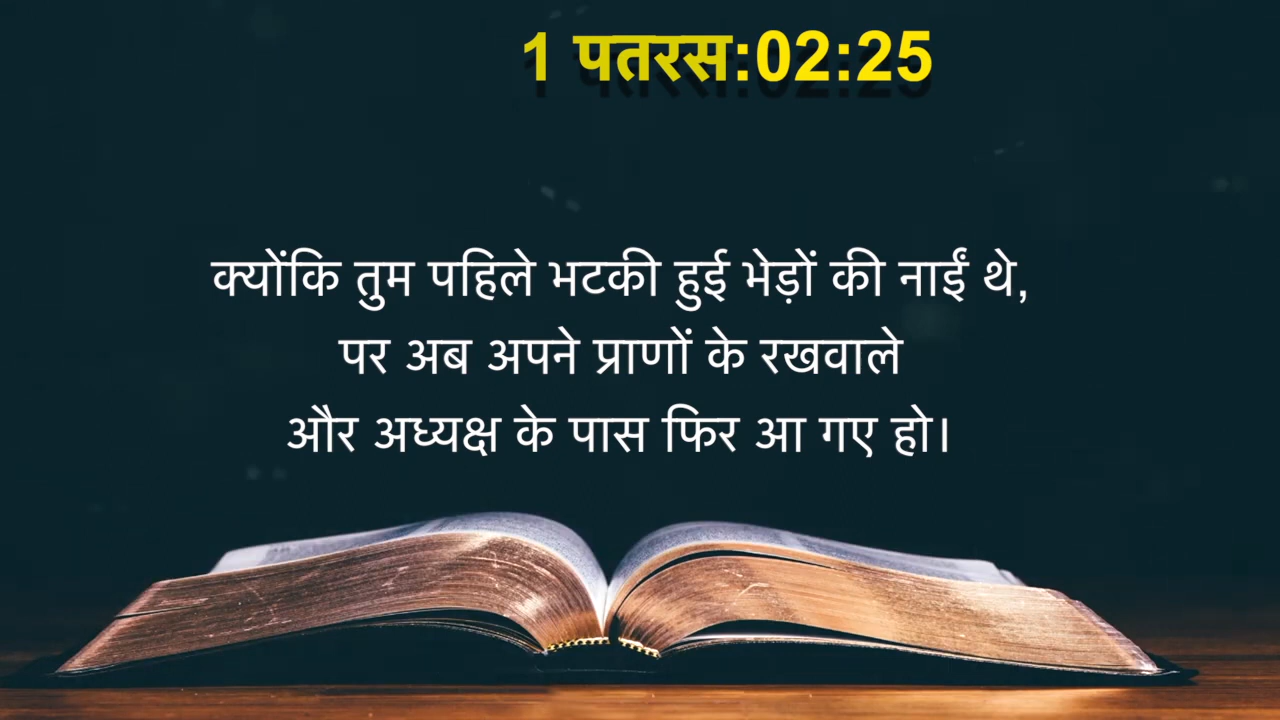 1 पतरस:02:25
क्योंकि तुम पहिले भटकी हुई भेड़ों की नाईं थे,
पर अब अपने प्राणों के रखवाले
और अध्यक्ष के पास फिर आ गए हो।